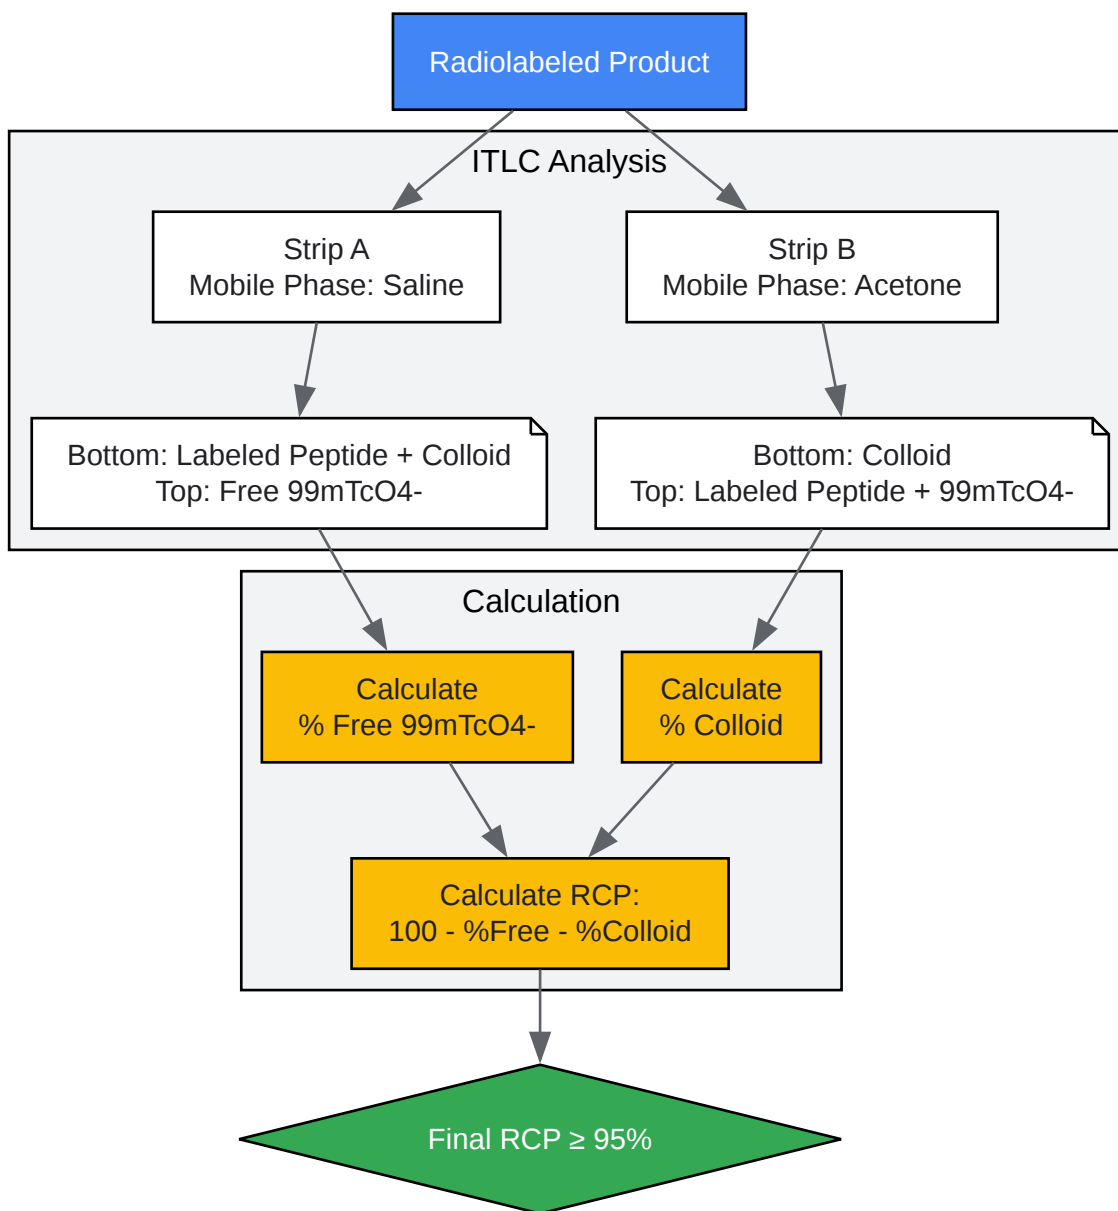 Radiolabeled Product
ITLC Analysis
Strip A
Mobile Phase: Saline
Strip B
Mobile Phase: Acetone
Bottom: Labeled Peptide + Colloid
Top: Free 99mTcO4-
Bottom: Colloid
Top: Labeled Peptide + 99mTcO4-
Calculation
Calculate
% Free 99mTcO4-
Calculate
% Colloid
Calculate RCP:
100 - %Free - %Colloid
Final RCP ≥ 95%